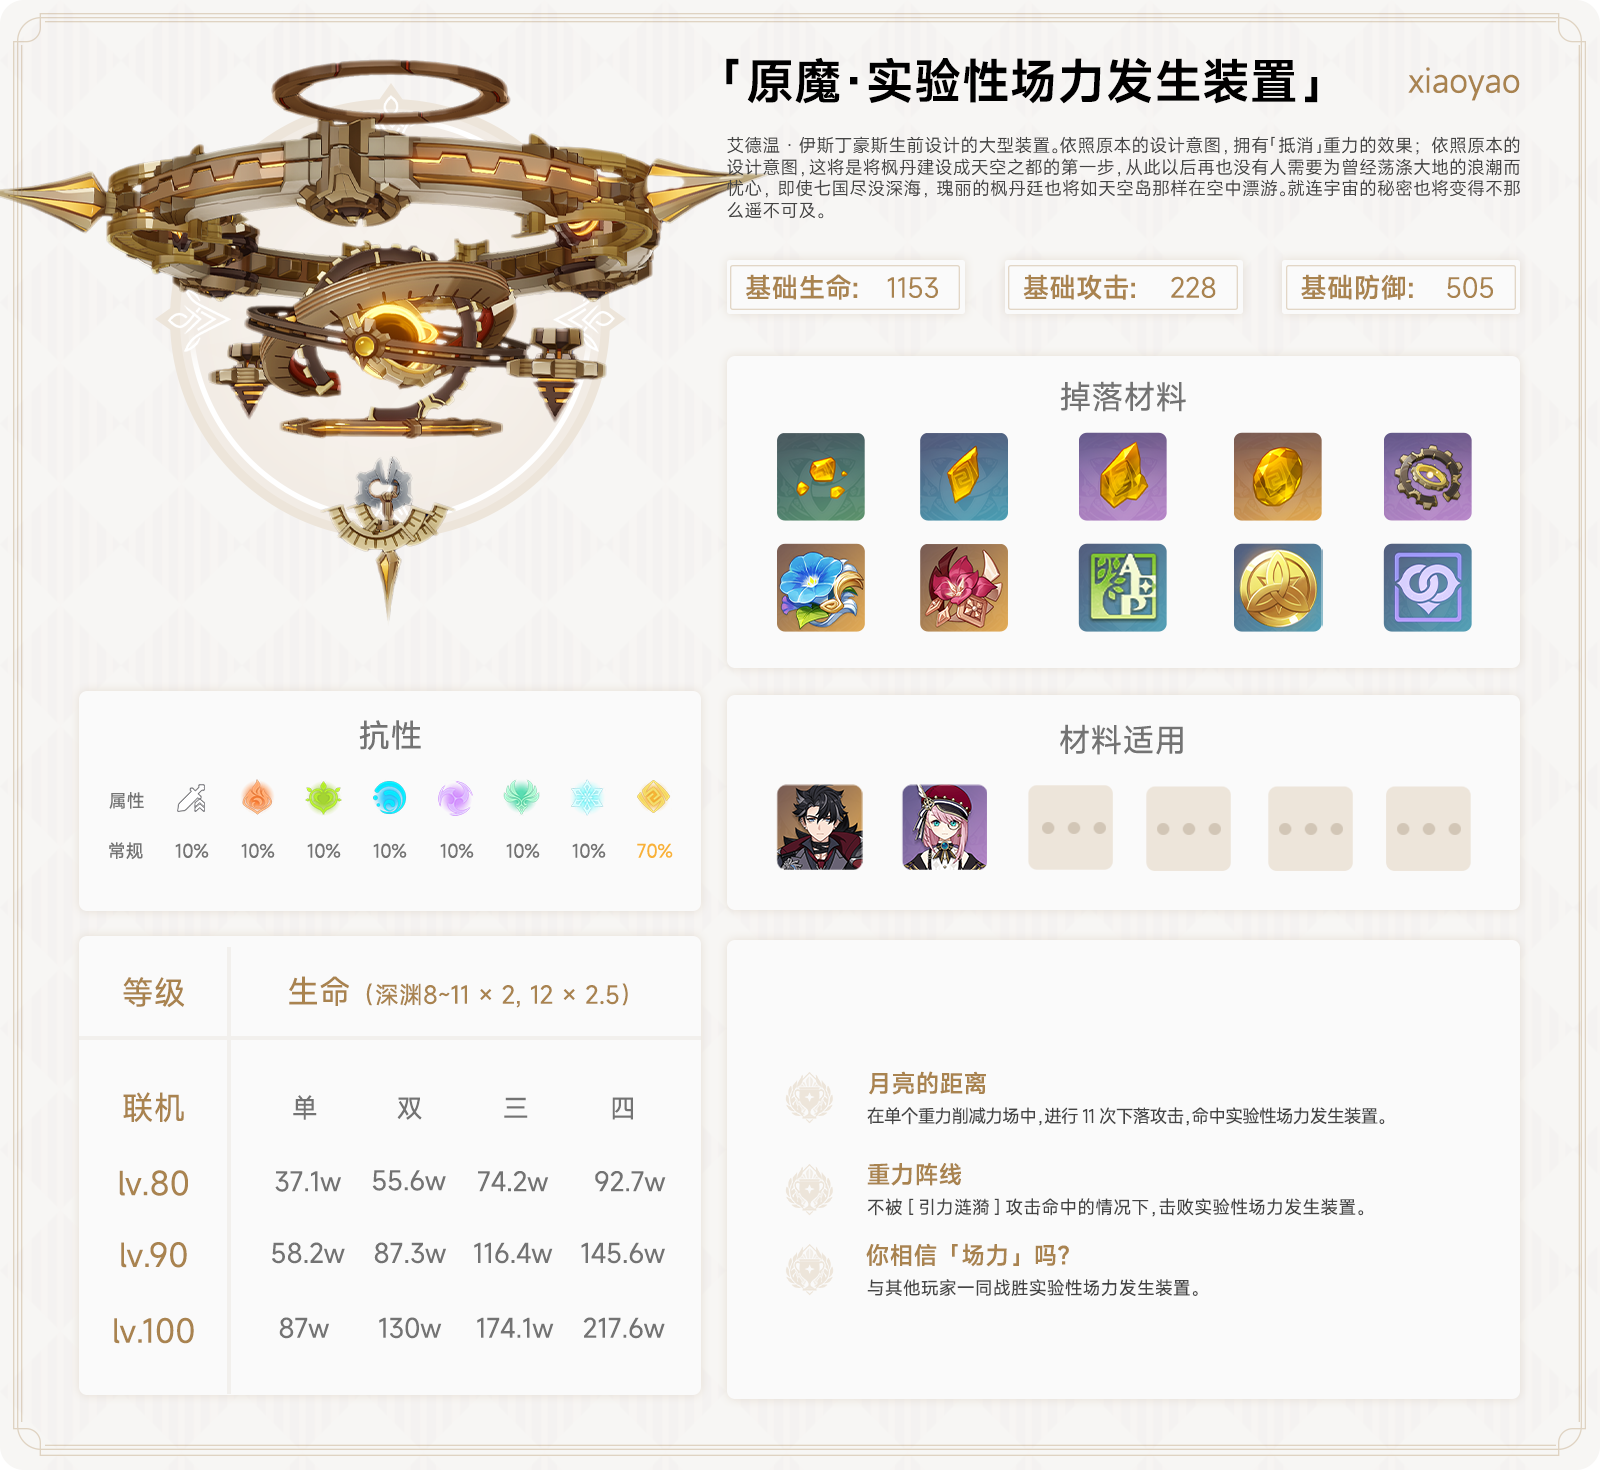 「原魔·实验性场力发生装置」
xiaoyao
艾德温 · 伊斯丁豪斯生前设计的大型装置。依照原本的设计意图，拥有「抵消」重力的效果；依照原本的
设计意图，这将是将枫丹建设成天空之都的第一步，从此以后再也没有人需要为曾经荡涤大地的浪潮而
忧心，即使七国尽没深海，瑰丽的枫丹廷也将如天空岛那样在空中漂游。就连宇宙的秘密也将变得不那
么遥不可及。
基础生命: 1153
基础攻击: 228
基础防御: 505
掉落材料
AEP
抗性
属性
常规 10% 10% 10% 10% 10% 10% 10% 70%
材料适用
等级 生命（深渊8~11 × 2, 12 × 2.5）
联机 单 双 三 四
lv.80 37.1w 55.6w 74.2w 92.7w
lv.90 58.2w 87.3w 116.4w 145.6w
lv.100 87w 130w 174.1w 217.6w
月亮的距离
在单个重力削减力场中，进行 11 次下落攻击，命中实验性场力发生装置。
重力阵线
不被 [ 引力涟漪 ] 攻击命中的情况下，击败实验性场力发生装置。
你相信「场力」吗?
与其他玩家一同战胜实验性场力发生装置。